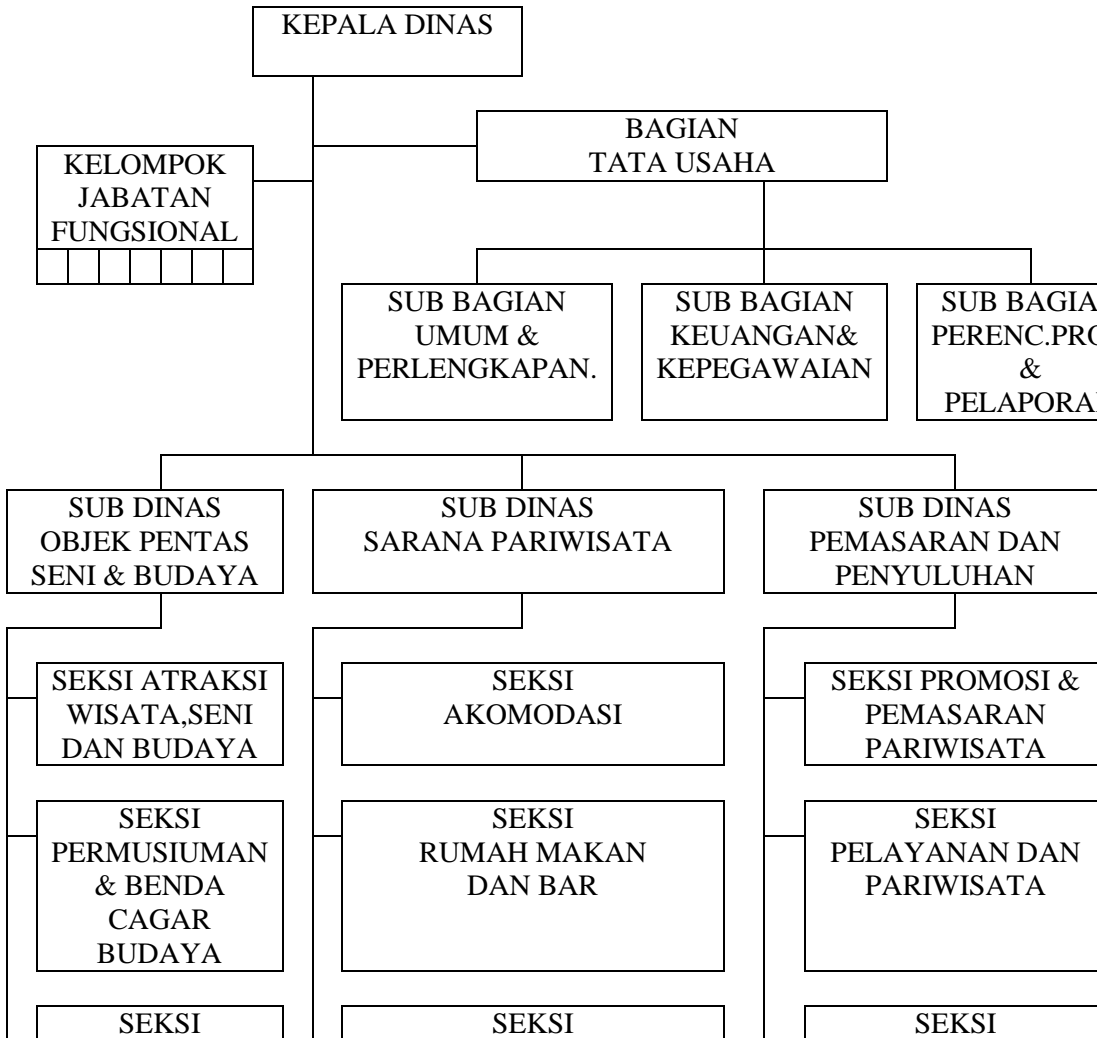 KEPALA DINAS
BAGIAN
TATA USAHA
KELOMPOK
JABATAN
FUNGSIONAL
SUB BAGIAN
UMUM &
PERLENGKAPAN.
SUB BAGIAN
KEUANGAN&
KEPEGAWAIAN
SUB
&
SUB DINAS
OBJEK PENTAS
SENI & BUDAYA
SUB DINAS
SARANA PARIWISATA
SUB DINAS
PEMASARAN DAN
PENYULUHAN
SEKSI ATRAKSI
WISATA,SENI
DAN BUDAYA
SEKSI
AKOMODASI
SEKSI PROMOSI &
PEMASARAN
PARIWISATA
SEKSI
PERMUSIUMAN
& BENDA
CAGAR
BUDAYA
SEKSI
RUMAH MAKAN
DAN BAR
SEKSI
PELAYANAN DAN
PARIWISATA
SEKSI
SEKSI
SEKSI